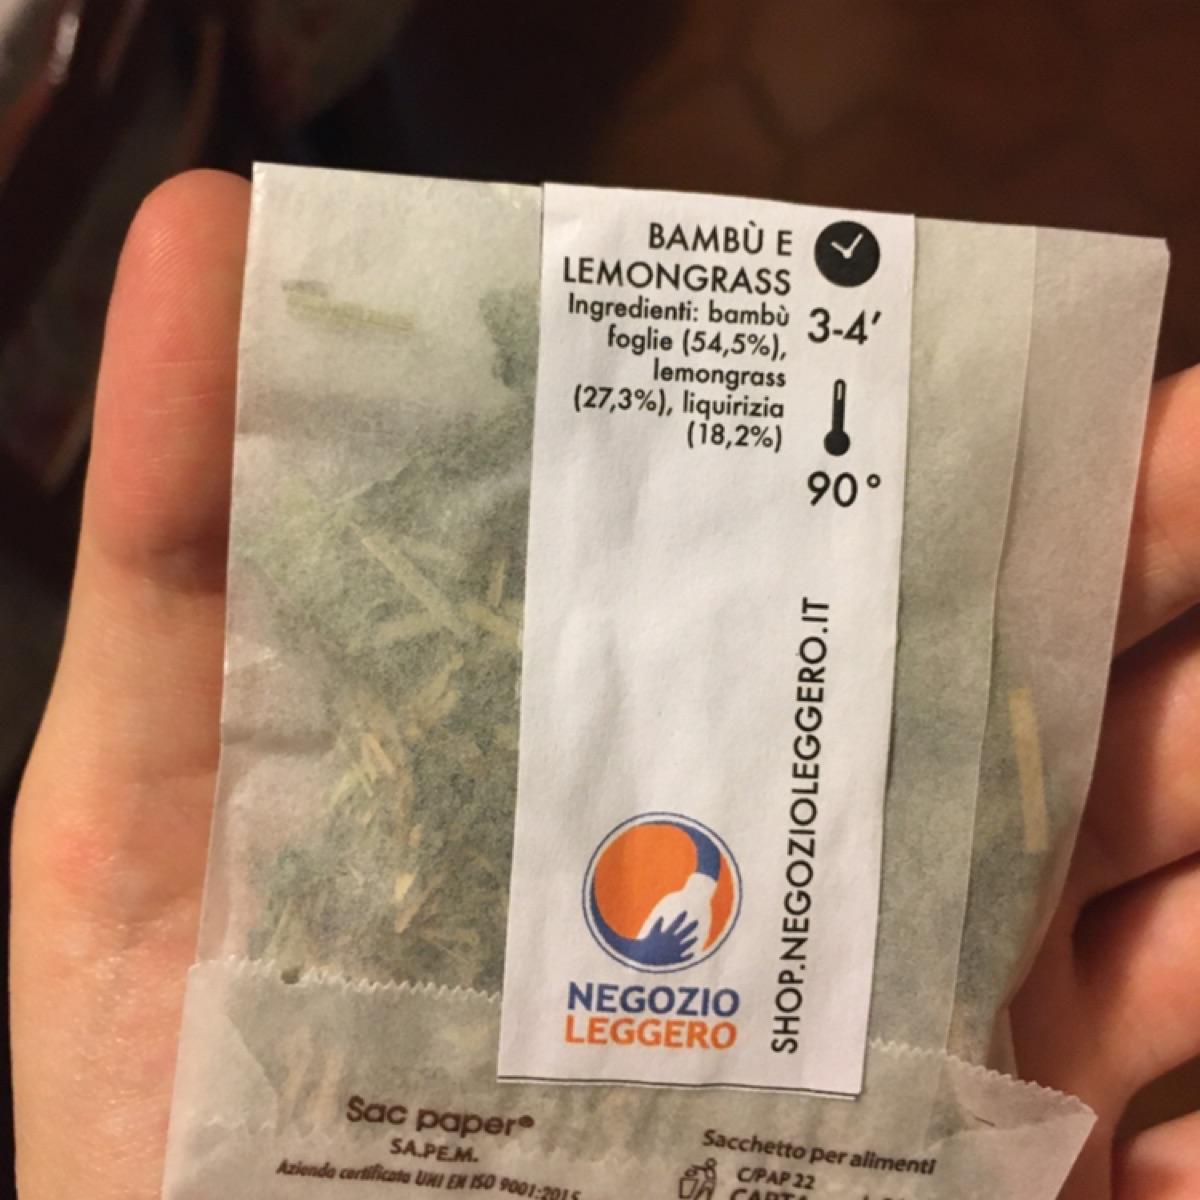 BAMBÙ E
LEMONGRASS
Ingredienti: bambù
foglie (54,5%),
lemongrass
(27,3%), liquirizia
(18,2%)
3-4'
90°
SHOP.NEGOZIOLEGGERO.IT
NEGOZIO
LEGGERO
Sac paper®
SA.PE.M.
Azienda certificata UNI EN ISO 9001:2015
Sacchetto per alimenti
C/PAP 22
CARTA